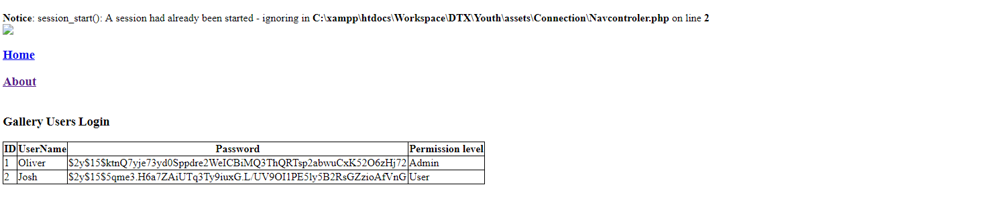 Notice: session_start(): A session had already been started - ignoring in C:\xampp\htdocs\Workspace\DTX\Youth\assets\Connection\Navcontroler.php on line 2
Home
About
Gallery Users Login
ID UserName Password Permission level
1 Oliver $2y$15$ktnQ7yje73yd0Sppdre2WeICBiMQ3ThQRTsp2abwuCxK52O6zHj72 Admin
2 Josh $2y$15$5qme3.H6a7ZAiUTq3Ty9iuxG.L/UV9OI1PE5ly5B2RsGZzioAfVnG User